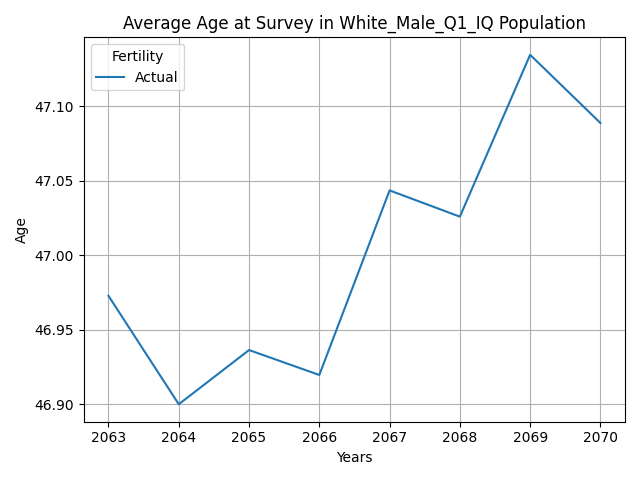 Average Age at Survey in White_Male_Q1_IQ Population
Fertility
Actual
Age
47.10
47.05
47.00
46.95
46.90
2063 2064 2065 2066 2067 2068 2069 2070
Years